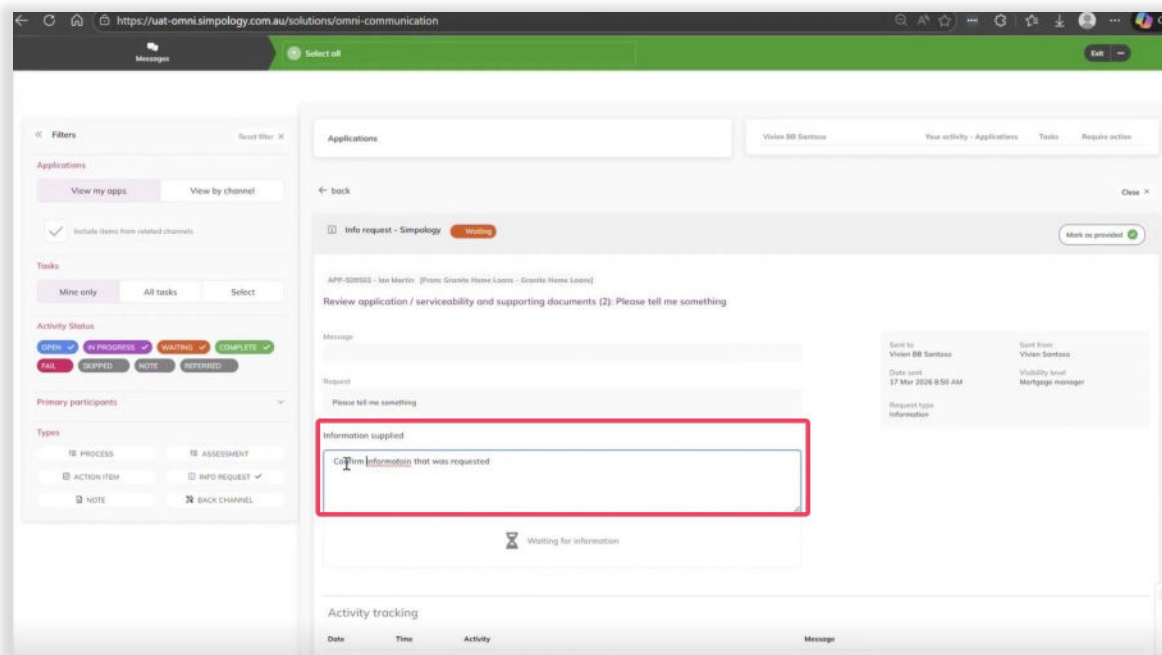 https://uat-omni.simpology.com.au/solutions/omni-communication
Messages
Select all
Exit
Filters
Reset filter
Applications
View my apps
View by channel
Include items from related channels
Tasks
Mine only
All tasks
Select
Activity Status
OPEN
IN PROGRESS
WAITING
COMPLETE
FAIL
SKIPPED
NOTE
REFERRED
Primary participants
Types
PROCESS
ASSESSMENT
ACTION ITEM
INFO REQUEST
NOTE
BACK CHANNEL
Applications
Vivien BB Santoso
Your activity - Applications
Tasks
Require action
back
Close
Info request - Simpology
Waiting
Mark as provided
Ian Martin [From: Granite Home Loans - Granite Home Loans]
Review application / serviceability and supporting documents (2): Please tell me something
Message
Request
Please tell me something
Information supplied
Confirm informatoin that was requested
Waiting for information
Sent to
Vivien BB Santoso
Sent from
Vivien Santoso
Date sent
17 Mar 2026 8:50 AM
Visibility level
Mortgage manager
Request type
Information
Activity tracking
Date Time Activity Message